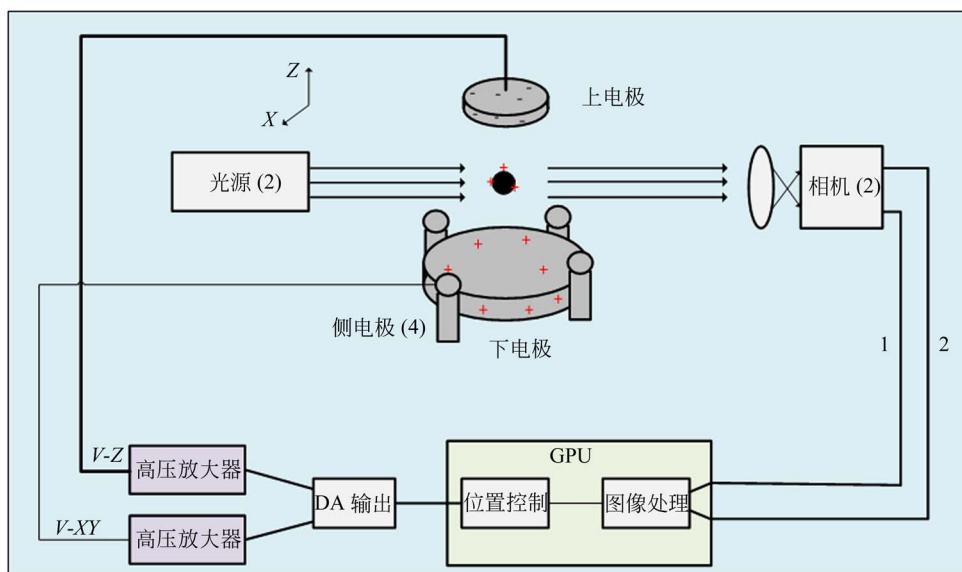 Z
X
上电极
光源 (2)
相机 (2)
侧电极 (4)
下电极
1
2
V-Z
高压放大器
V-XY
高压放大器
DA 输出
GPU
位置控制
图像处理